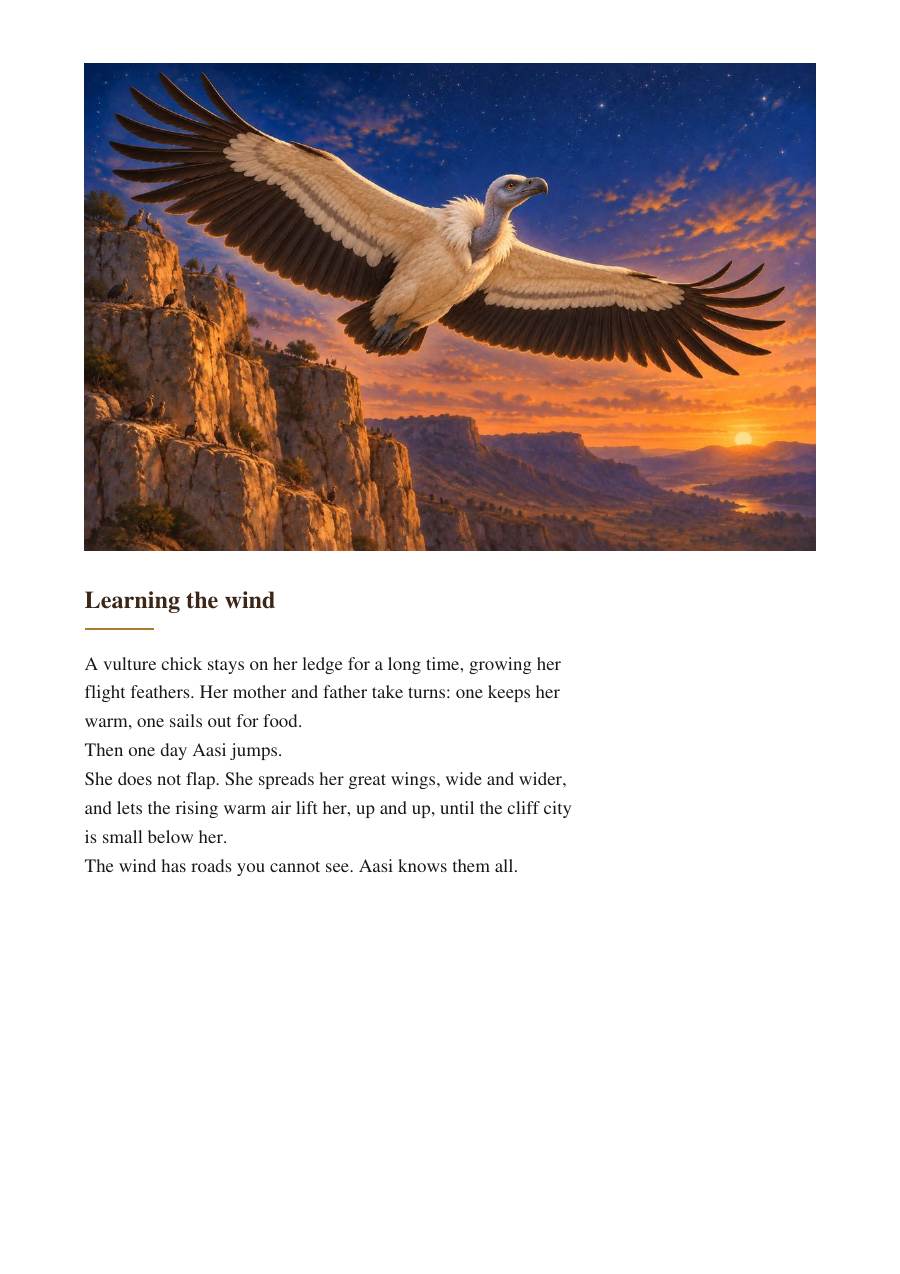 Learning the wind
A vulture chick stays on her ledge for a long time, growing her
flight feathers. Her mother and father take turns: one keeps her
warm, one sails out for food.
Then one day Aasi jumps.
She does not flap. She spreads her great wings, wide and wider,
and lets the rising warm air lift her, up and up, until the cliff city
is small below her.
The wind has roads you cannot see. Aasi knows them all.